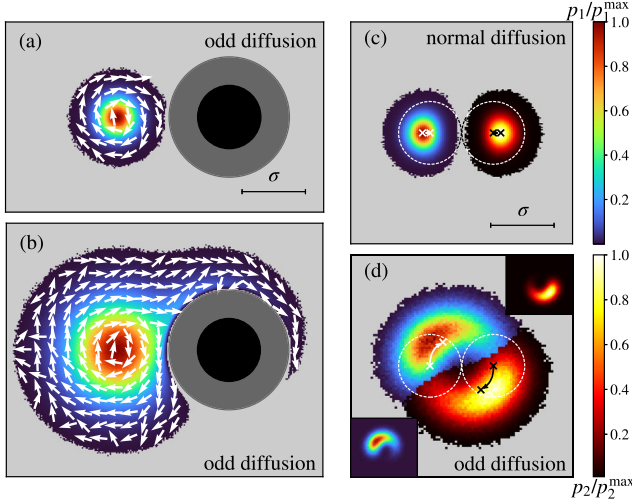 (a)
odd diffusion
σ
(b)
odd diffusion
(c)
normal diffusion
σ
(d)
odd diffusion
p₁/p₁ᵐᵃˣ
1.0
0.8
0.6
0.4
0.2
1.0
0.8
0.6
0.4
0.2
p₂/p₂ᵐᵃˣ